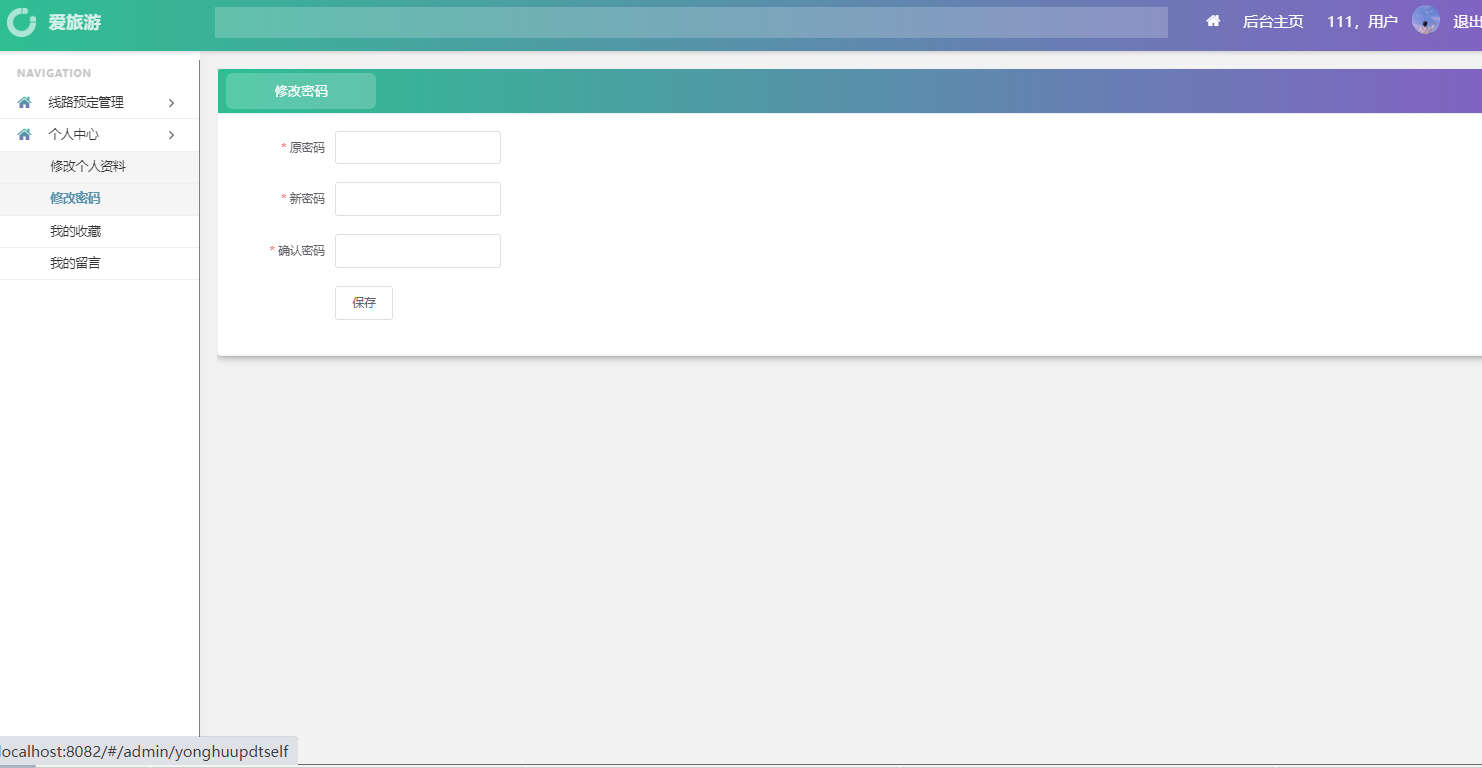 爱旅游
后台主页 111，用户 退出
NAVIGATION
线路预定管理
个人中心
修改个人资料
修改密码
我的收藏
我的留言
修改密码
* 原密码
* 新密码
* 确认密码
保存
localhost:8082/#/admin/yonghuupdtself